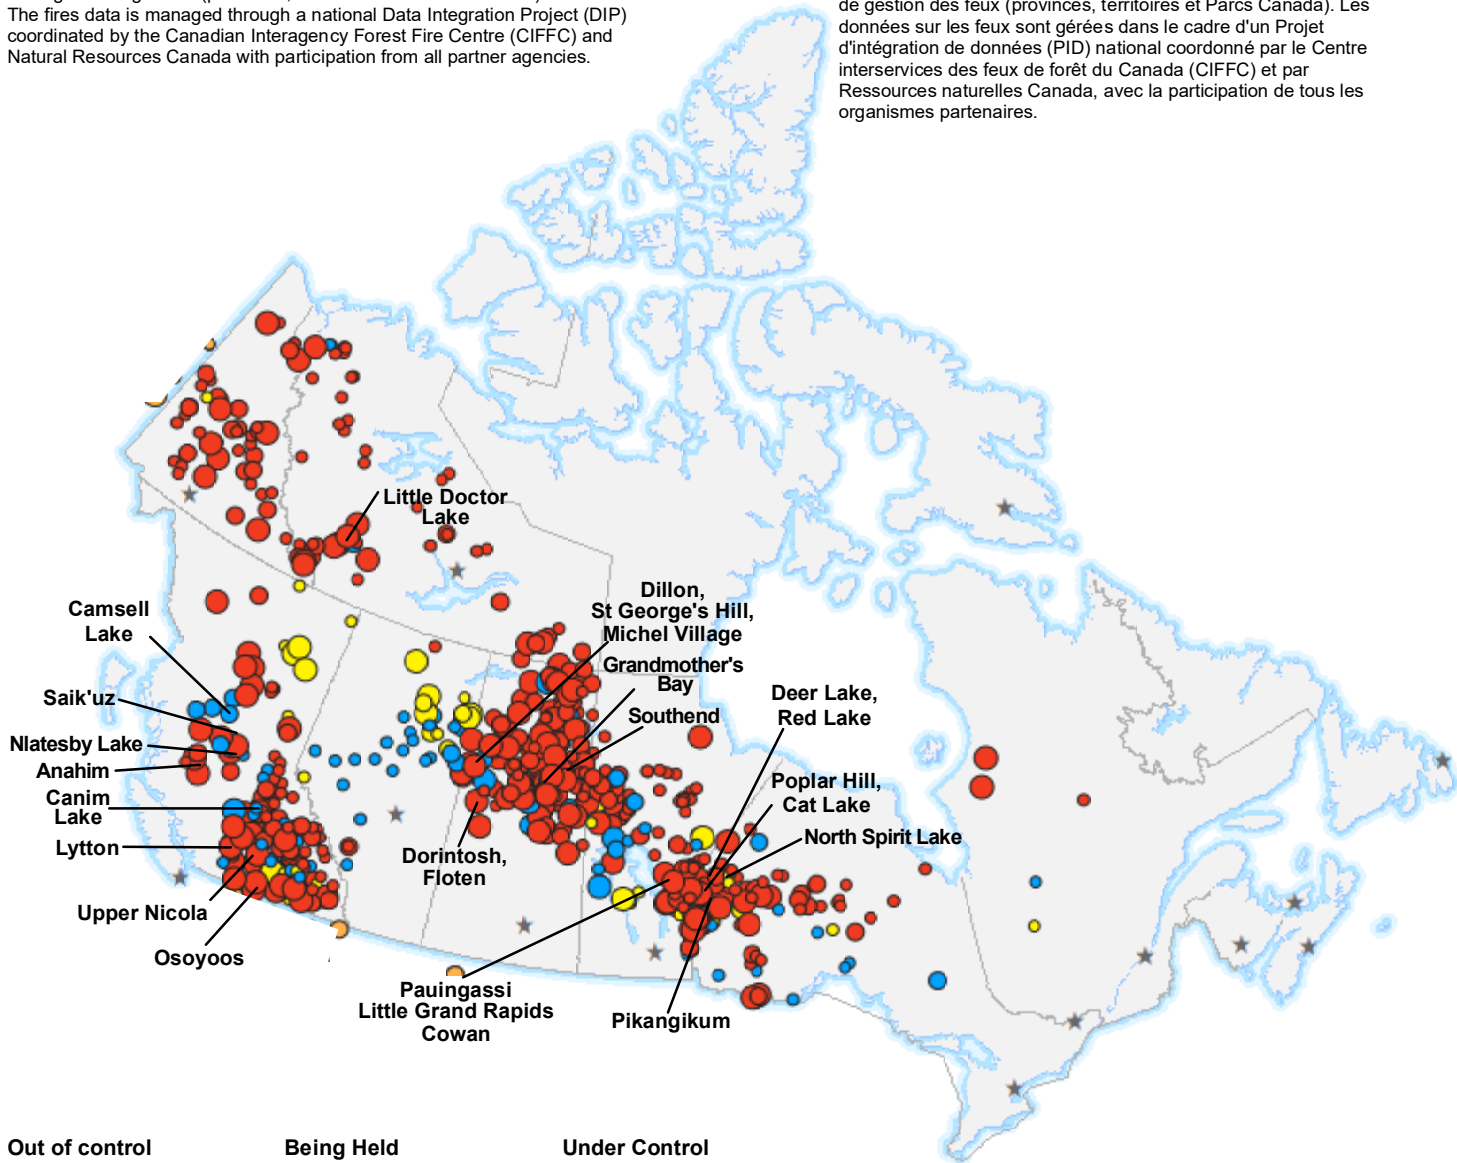 The fires data is managed through a national Data Integration Project (DIP)
coordinated by the Canadian Interagency Forest Fire Centre (CIFFC) and
Natural Resources Canada with participation from all partner agencies.
de gestion des feux (provinces, territoires et Parcs Canada). Les
données sur les feux sont gérées dans le cadre d'un Projet
d'intégration de données (PID) national coordonné par le Centre
interservices des feux de forêt du Canada (CIFFC) et par
Ressources naturelles Canada, avec la participation de tous les
organismes partenaires.
Little Doctor
Lake
Dillon,
St George's Hill,
Michel Village
Camsell
Lake
Grandmother's
Bay
Saik'uz
Southend
Deer Lake,
Red Lake
Nlatesby Lake
Anahim
Poplar Hill,
Cat Lake
Canim
Lake
North Spirit Lake
Lytton
Dorintosh,
Floten
Upper Nicola
Osoyoos
Pauingassi
Little Grand Rapids
Cowan
Pikangikum
Out of control
Being Held
Under Control